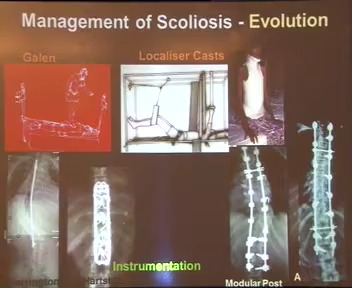 Management of Scoliosis - Evolution
Galen
Localiser Casts
Instrumentation
Modular Post
A